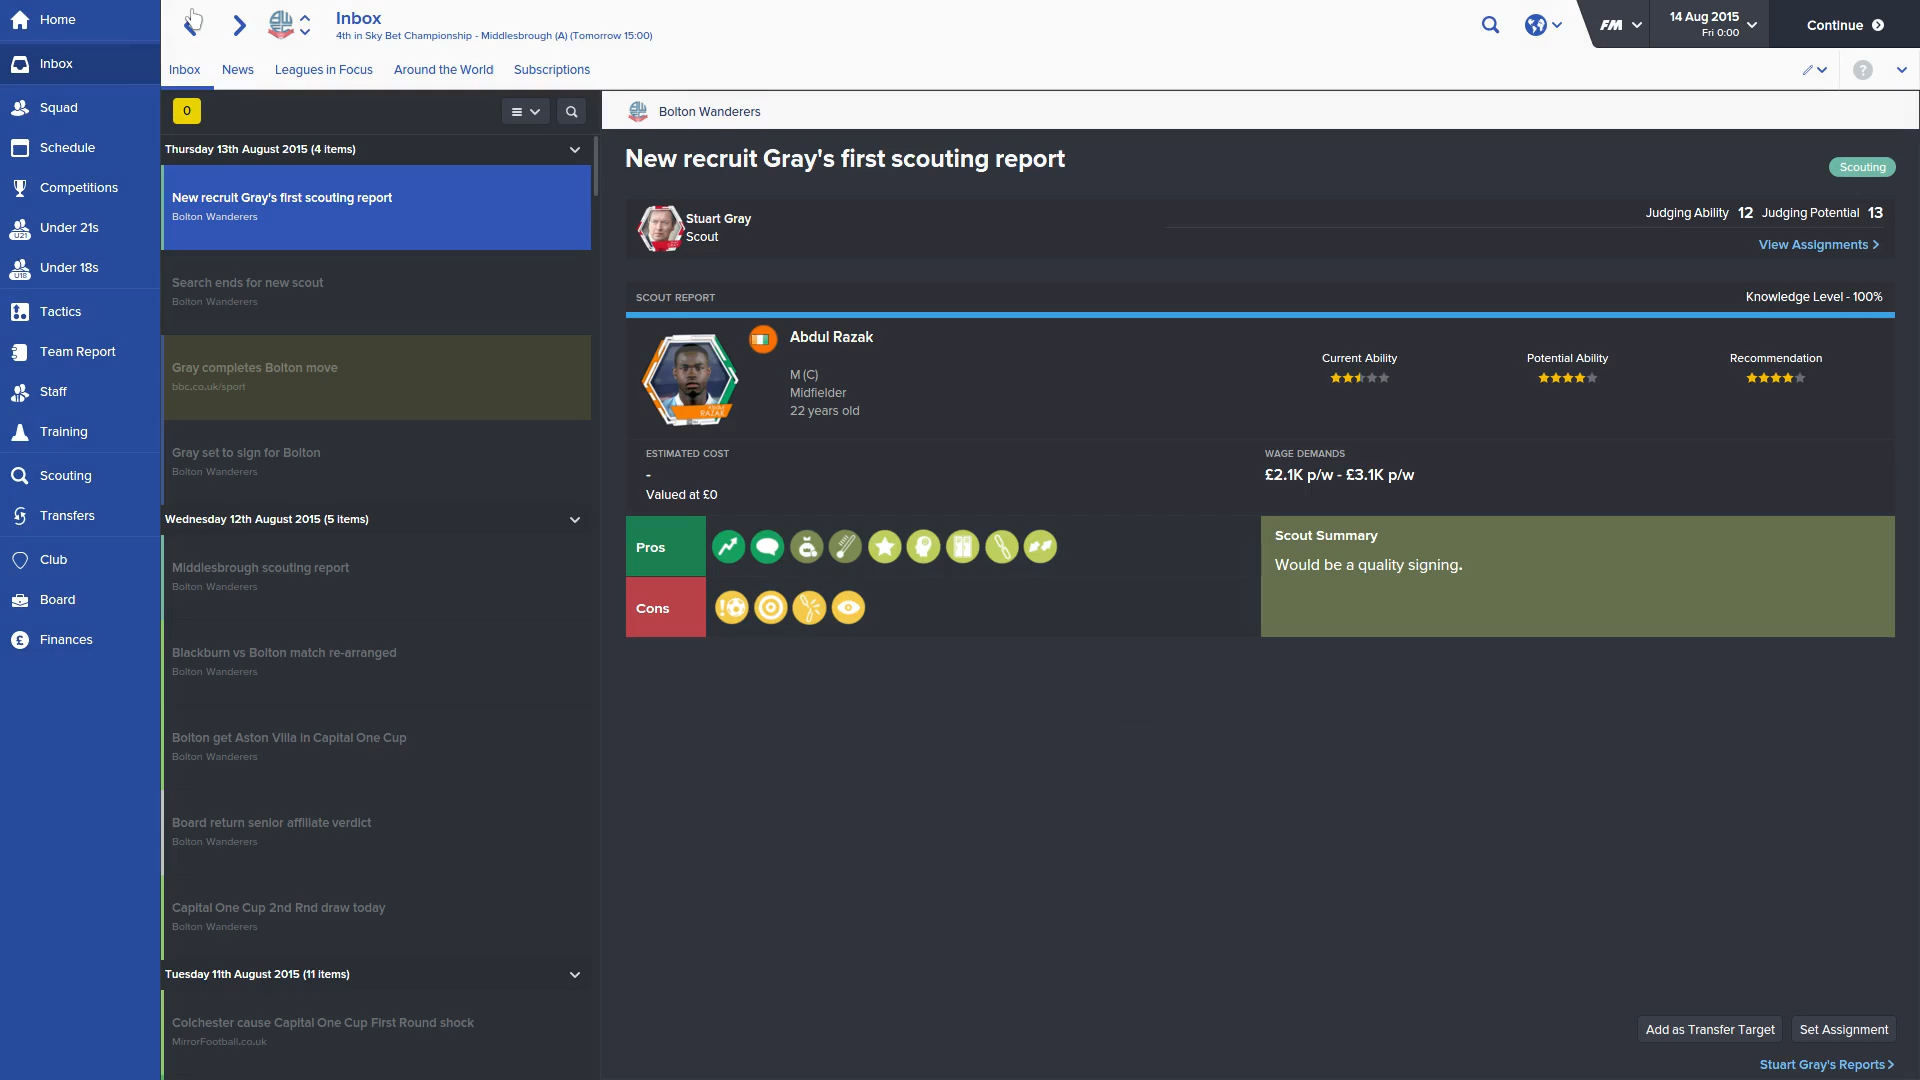 Home
Inbox
Squad
Schedule
Competitions
U21
Under 21s
U18
Under 18s
Tactics
Team Report
Staff
Training
Scouting
Transfers
Club
Board
Finances
Inbox
4th in Sky Bet Championship - Middlesbrough (A) (Tomorrow 15:00)
FM
14 Aug 2015
Fri 0:00
Continue
Inbox
News
Leagues in Focus
Around the World
Subscriptions
?
0
Thursday 13th August 2015 (4 items)
New recruit Gray's first scouting report
Bolton Wanderers
Search ends for new scout
Bolton Wanderers
Gray completes Bolton move
bbc.co.uk/sport
Gray set to sign for Bolton
Bolton Wanderers
Wednesday 12th August 2015 (5 items)
Middlesbrough scouting report
Bolton Wanderers
Blackburn vs Bolton match re-arranged
Bolton Wanderers
Bolton get Aston Villa in Capital One Cup
Bolton Wanderers
Board return senior affiliate verdict
Bolton Wanderers
Capital One Cup 2nd Rnd draw today
Bolton Wanderers
Tuesday 11th August 2015 (11 items)
Colchester cause Capital One Cup First Round shock
MirrorFootball.co.uk
Bolton Wanderers
New recruit Gray's first scouting report
Scouting
Stuart Gray
Scout
Judging Ability 12 Judging Potential 13
View Assignments >
SCOUT REPORT
Knowledge Level - 100%
ABDUL
RAZAK
Abdul Razak
M (C)
Midfielder
22 years old
Current Ability
Potential Ability
Recommendation
ESTIMATED COST
-
Valued at £0
WAGE DEMANDS
£2.1K p/w - £3.1K p/w
Pros
Cons
Scout Summary
Would be a quality signing.
Add as Transfer Target
Set Assignment
Stuart Gray's Reports >